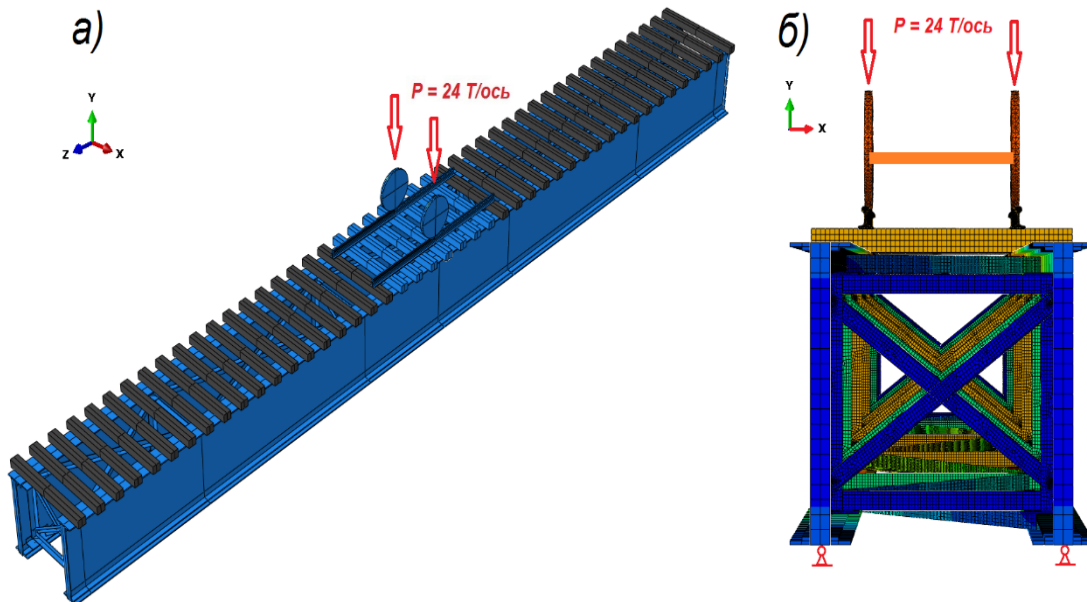 а)
P = 24 Т/ось
Y
Z
X
б)
P = 24 Т/ось
Y
X